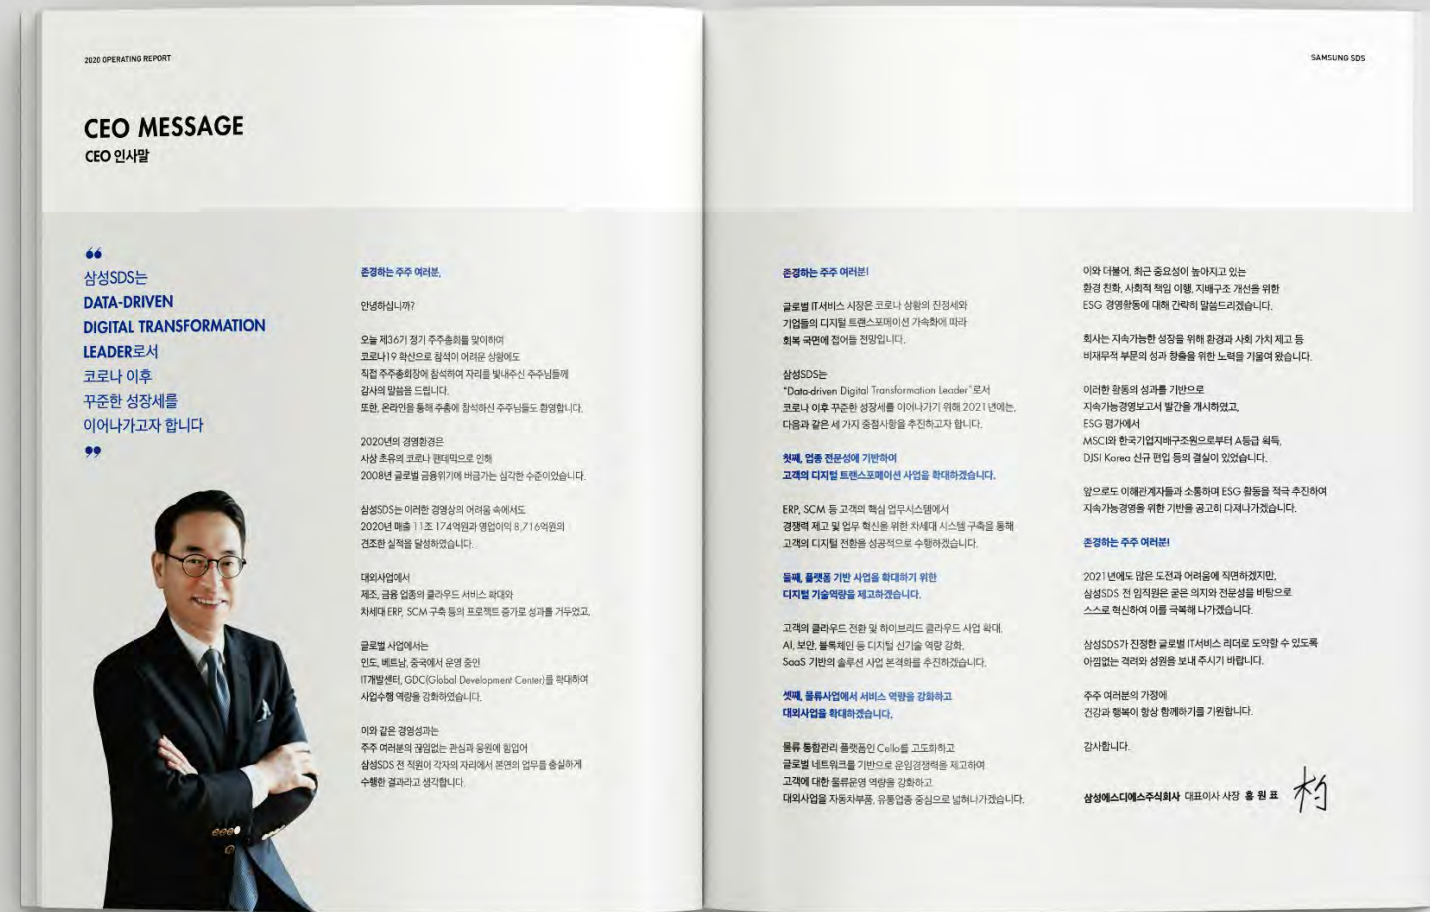 2020 OPERATING REPORT
SAMSUNG SDS
CEO MESSAGE
CEO 인사말
“
삼성SDS는
DATA-DRIVEN
DIGITAL TRANSFORMATION
LEADER로서
코로나 이후
꾸준한 성장세를
이어나가고자 합니다
”
존경하는 주주 여러분,
안녕하십니까?
오늘 제36기 정기 주주총회를 맞이하여
코로나19 확산으로 참석이 어려운 상황에도
직접 주주총회장에 참석하여 자리를 빛내주신 주주님들께
감사의 말씀을 드립니다.
또한, 온라인을 통해 주총에 참석하신 주주님들도 환영합니다.
2020년의 경영환경은
사상 초유의 코로나 팬데믹으로 인해
2008년 글로벌 금융위기에 버금가는 심각한 수준이었습니다.
삼성SDS는 이러한 경영상의 어려움 속에서도
2020년 매출 11조 174억원과 영업이익 8,716억원의
견조한 실적을 달성하였습니다.
대외사업에서
제조, 금융 업종의 클라우드 서비스 확대와
차세대 ERP, SCM 구축 등의 프로젝트 증가로 성과를 거두었고,
글로벌 사업에서는
인도, 베트남, 중국에서 운영 중인
IT개발센터, GDC(Global Development Center)를 확대하여
사업수행 역량을 강화하였습니다.
이와 같은 경영성과는
주주 여러분의 끊임없는 관심과 응원에 힘입어
삼성SDS 전 직원이 각자의 자리에서 본연의 업무를 충실하게
수행한 결과라고 생각합니다.
존경하는 주주 여러분!
글로벌 IT서비스 시장은 코로나 상황의 진정세와
기업들의 디지털 트랜스포메이션 가속화에 따라
회복 국면에 접어들 전망입니다.
삼성SDS는
“Data-driven Digital Transformation Leader”로서
코로나 이후 꾸준한 성장세를 이어나가기 위해 2021년에는,
다음과 같은 세 가지 중점사항을 추진하고자 합니다.
첫째, 업종 전문성에 기반하여
고객의 디지털 트랜스포메이션 사업을 확대하겠습니다.
ERP, SCM 등 고객의 핵심 업무시스템에서
경쟁력 제고 및 업무 혁신을 위한 차세대 시스템 구축을 통해
고객의 디지털 전환을 성공적으로 수행하겠습니다.
둘째, 플랫폼 기반 사업을 확대하기 위한
디지털 기술역량을 제고하겠습니다.
고객의 클라우드 전환 및 하이브리드 클라우드 사업 확대,
AI, 보안, 블록체인 등 디지털 신기술 역량 강화,
SaaS 기반의 솔루션 사업 본격화를 추진하겠습니다.
셋째, 물류사업에서 서비스 역량을 강화하고
대외사업을 확대하겠습니다.
물류 통합관리 플랫폼인 Cello를 고도화하고
글로벌 네트워크를 기반으로 운임경쟁력을 제고하여
고객에 대한 물류운영 역량을 강화하고
대외사업을 자동차부품, 유통업종 중심으로 넓혀나가겠습니다.
이와 더불어, 최근 중요성이 높아지고 있는
환경 친화, 사회적 책임 이행, 지배구조 개선을 위한
ESG 경영활동에 대해 간략히 말씀드리겠습니다.
회사는 지속가능한 성장을 위해 환경과 사회 가치 제고 등
비재무적 부문의 성과 창출을 위한 노력을 기울여 왔습니다.
이러한 활동의 성과를 기반으로
지속가능경영보고서 발간을 개시하였고,
ESG 평가에서
MSCI와 한국기업지배구조원으로부터 A등급 획득,
DJSI Korea 신규 편입 등의 결실이 있었습니다.
앞으로도 이해관계자들과 소통하며 ESG 활동을 적극 추진하여
지속가능경영을 위한 기반을 공고히 다져나가겠습니다.
존경하는 주주 여러분!
2021년에도 많은 도전과 어려움에 직면하겠지만,
삼성SDS 전 임직원은 굳은 의지와 전문성을 바탕으로
스스로 혁신하여 이를 극복해 나가겠습니다.
삼성SDS가 진정한 글로벌 IT서비스 리더로 도약할 수 있도록
아낌없는 격려와 성원을 보내 주시기 바랍니다.
주주 여러분의 가정에
건강과 행복이 항상 함께하기를 기원합니다.
감사합니다.
삼성에스디에스주식회사 대표이사 사장 홍 원 표